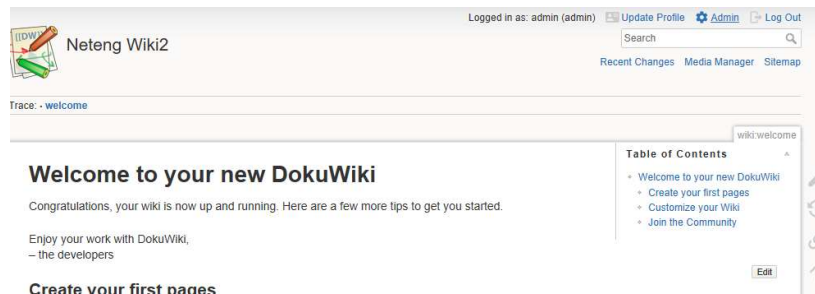 Logged in as: admin (admin) Update Profile Admin Log Out
[[DW]]
Neteng Wiki2
Search
Recent Changes Media Manager Sitemap
Trace: • welcome
wiki:welcome
Table of Contents
Welcome to your new DokuWiki
Welcome to your new DokuWiki
Create your first pages
Congratulations, your wiki is now up and running. Here are a few more tips to get you started.
Customize your Wiki
Join the Community
Enjoy your work with DokuWiki,
– the developers
Edit
Create your first pages